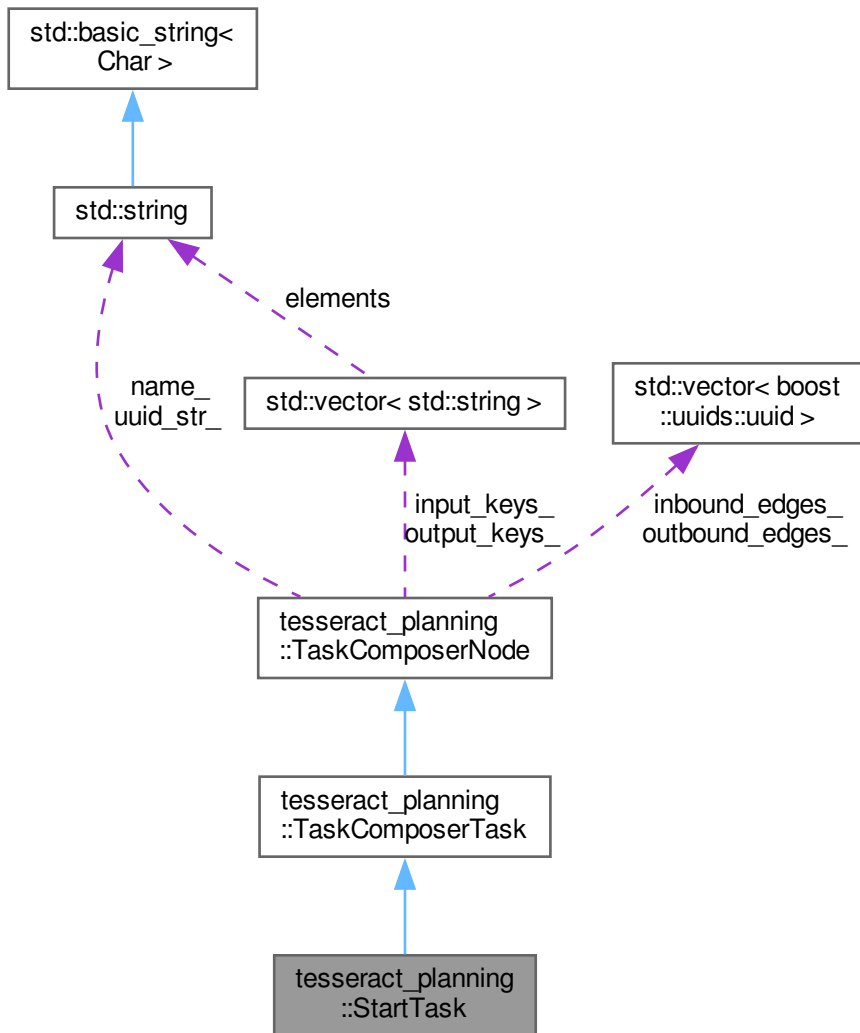 std::basic_string<
Char >
std::string
elements
name_
uuid_str_
std::vector< std::string >
std::vector< boost
::uuids::uuid >
input_keys_
output_keys_
inbound_edges_
outbound_edges_
tesseract_planning
::TaskComposerNode
tesseract_planning
::TaskComposerTask
tesseract_planning
::StartTask